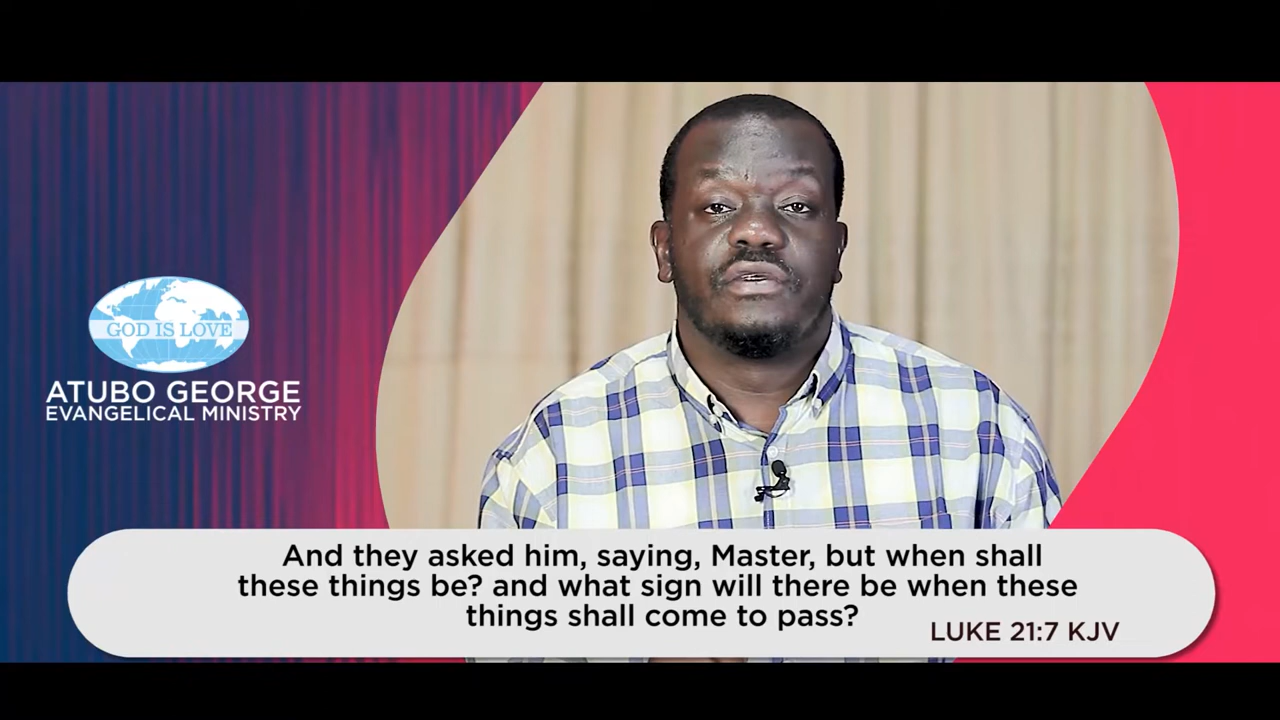 GOD IS LOVE
ATUBO GEORGE
EVANGELICAL MINISTRY
And they asked him, saying, Master, but when shall
these things be? and what sign will there be when these
things shall come to pass?
LUKE 21:7 KJV